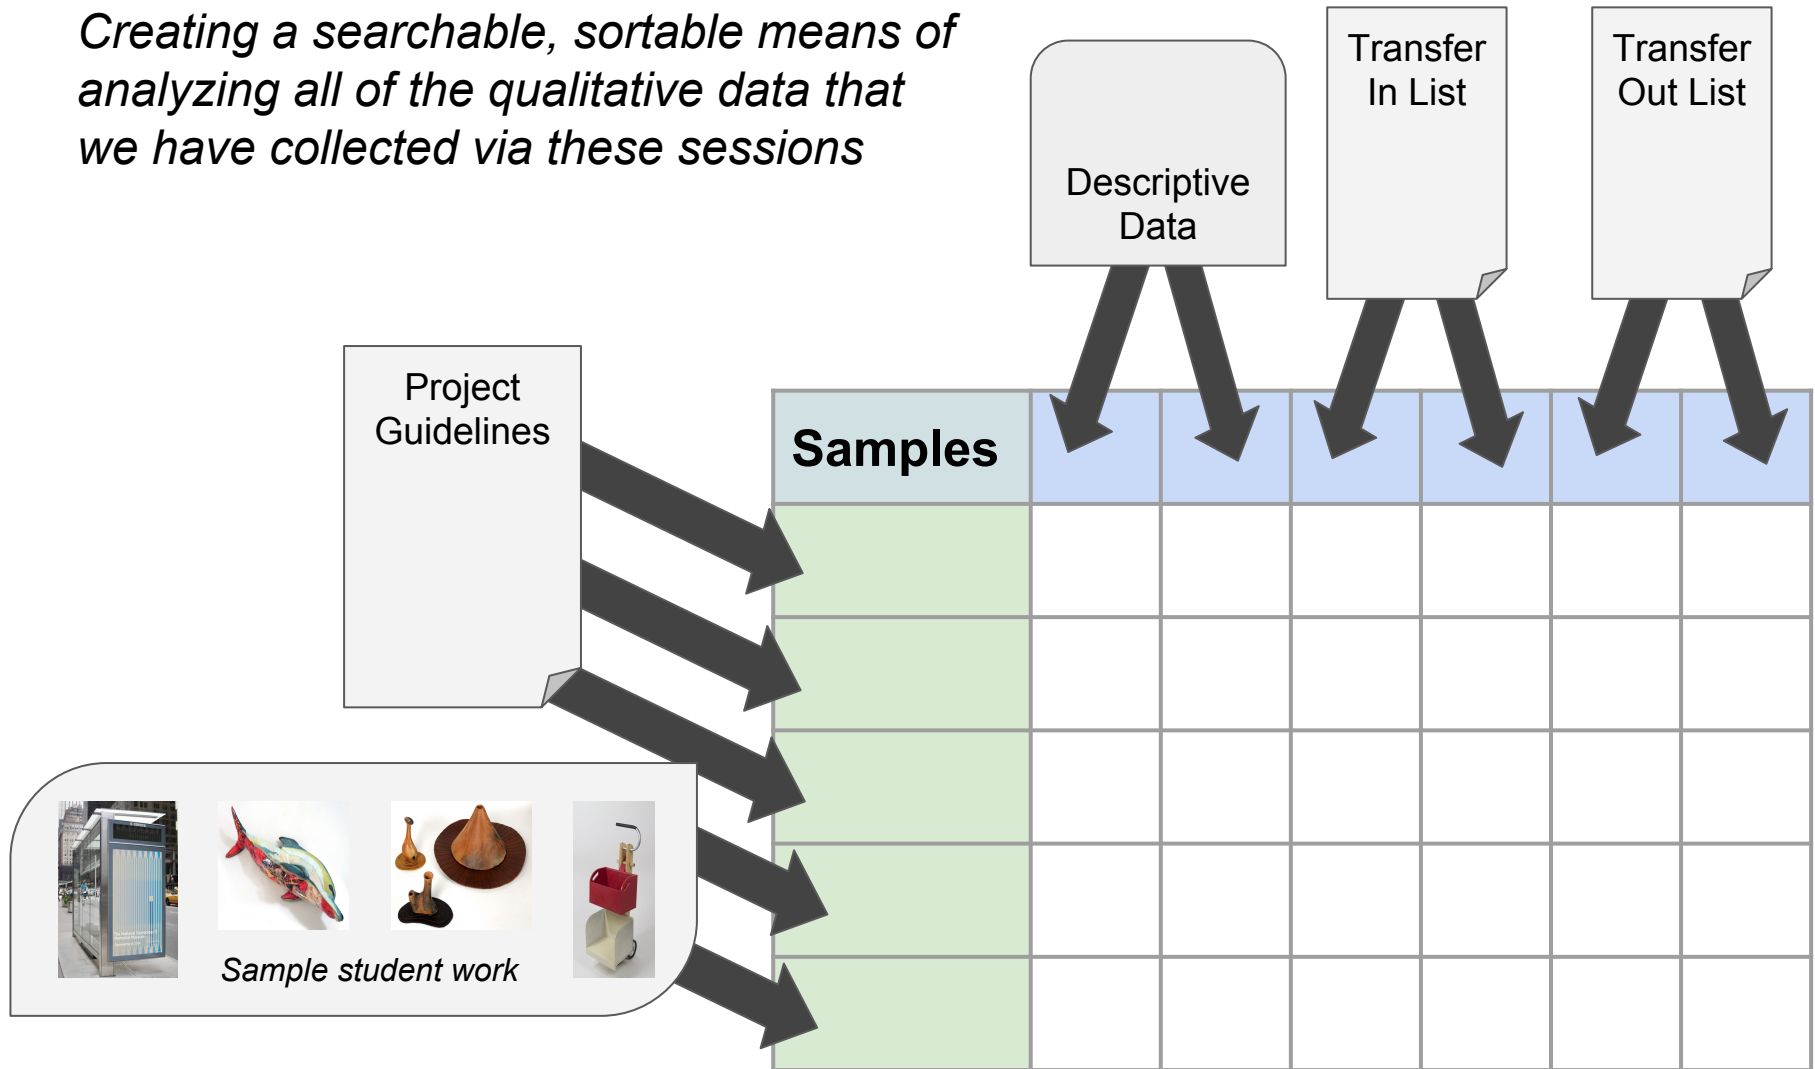 Creating a searchable, sortable means of
analyzing all of the qualitative data that
we have collected via these sessions
Descriptive
Data
Transfer
In List
Transfer
Out List
Project
Guidelines
Samples
Sample student work